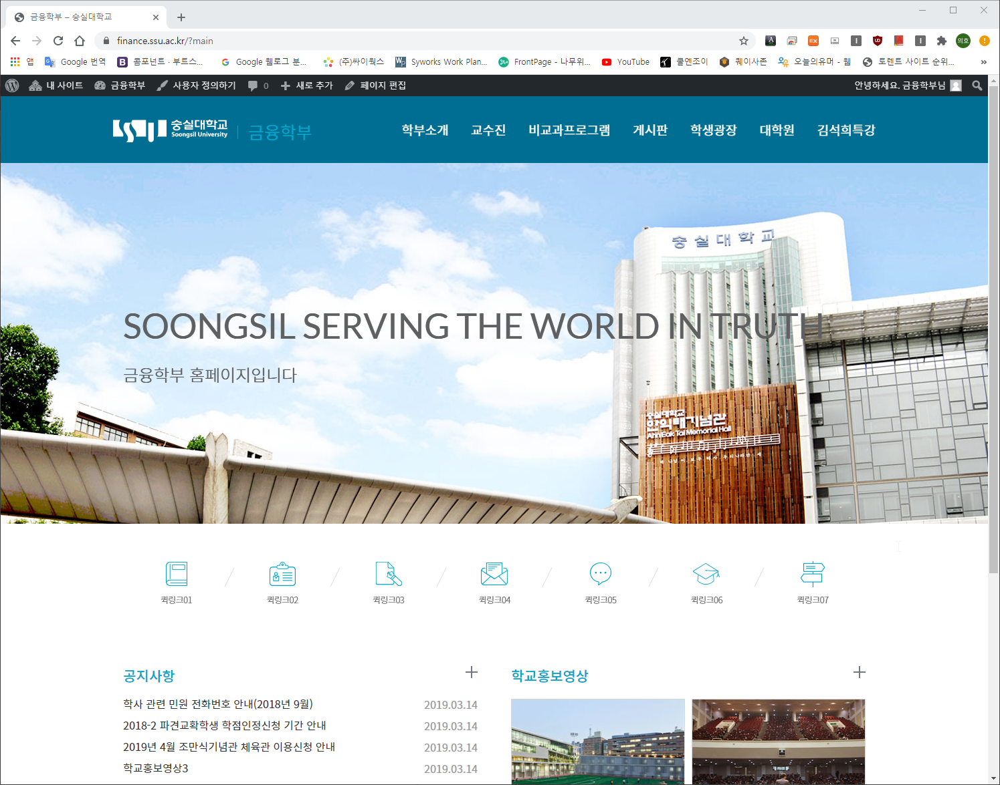 금융학부 – 숭실대학교
finance.ssu.ac.kr/?main
앱 Google 번역 콤포넌트 · 부트스... Google 웹로그 분... (주)싸이웍스 Syworks Work Plan... FrontPage - 나무위... YouTube 쿨엔조이 퀘이사존 오늘의유머 - 웹 토렌트 사이트 순위...
내 사이트 금융학부 사용자 정의하기 0 새로 추가 페이지 편집 안녕하세요. 금융학부님
숭실대학교
Soongsil University
금융학부
학부소개 교수진 비교과프로그램 게시판 학생광장 대학원 김석희특강
숭실대학교
SOONGSIL SERVING THE WORLD IN TRUTH
금융학부 홈페이지입니다
숭실대학교
안익태기념관
AhnEak Tai Memorial Hall
퀵링크01 퀵링크02 퀵링크03 퀵링크04 퀵링크05 퀵링크06 퀵링크07
공지사항
학사 관련 민원 전화번호 안내(2018년 9월) 2019.03.14
2018-2 파견교확학생 학점인정신청 기간 안내 2019.03.14
2019년 4월 조만식기념관 체육관 이용신청 안내 2019.03.14
학교홍보영상3 2019.03.14
학교홍보영상